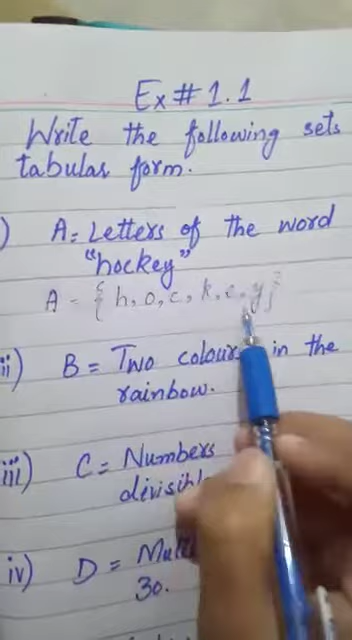 Ex # 1.1
Write the following sets
tabular form.
) A = Letters of the word
"hockey"
A = { h, o, c, k, e, y }
ii) B = Two colour in the
rainbow.
iii) C = Numbers
iv) D =
30.